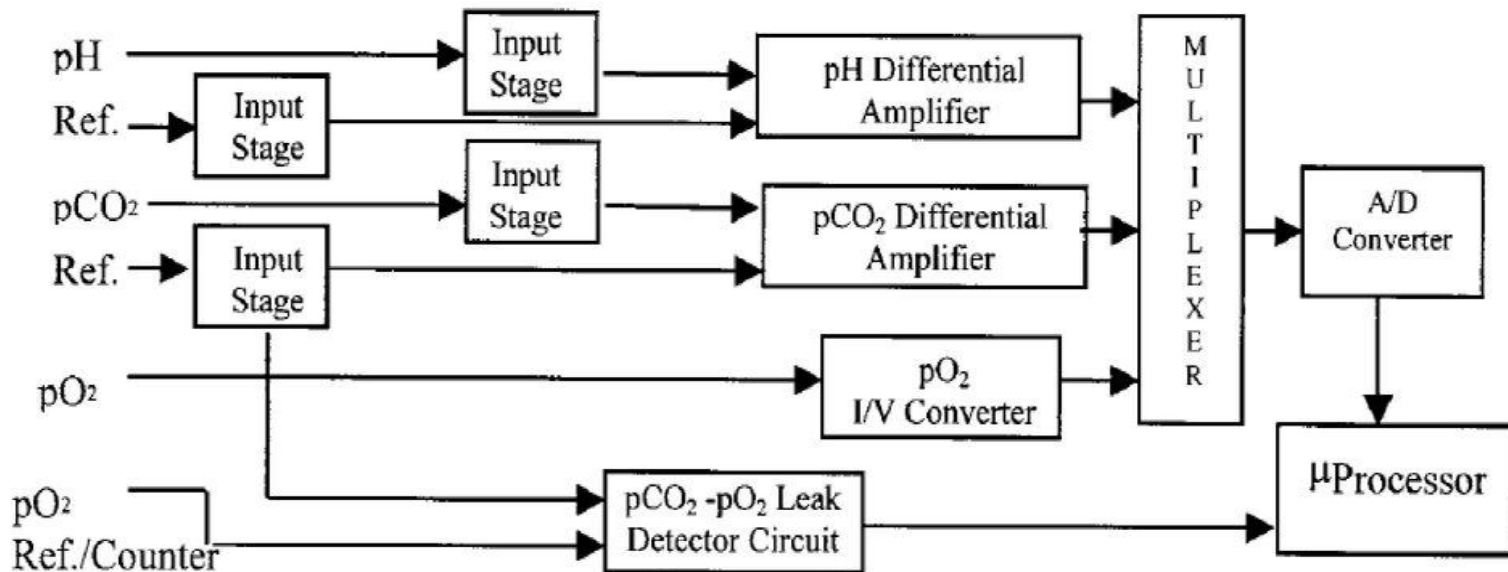 pH
Input
Stage
pH Differential
Amplifier
Ref.
Input
Stage
pCO₂
Input
Stage
pCO₂ Differential
Amplifier
Ref.
Input
Stage
MULTIPLEXER
A/D
Converter
pO₂
pO₂
I/V Converter
μProcessor
pO₂
Ref./Counter
pCO₂ -pO₂ Leak
Detector Circuit